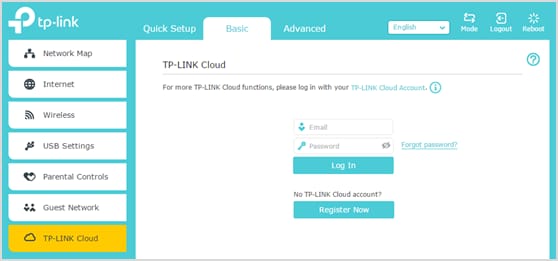 tp-link
Quick Setup
Basic
Advanced
English
Mode
Logout
Reboot
Network Map
Internet
Wireless
USB Settings
Parental Controls
Guest Network
TP-LINK Cloud
TP-LINK Cloud
For more TP-LINK Cloud functions, please log in with your TP-LINK Cloud Account.
Email
Password
Forgot password?
Log In
No TP-LINK Cloud account?
Register Now